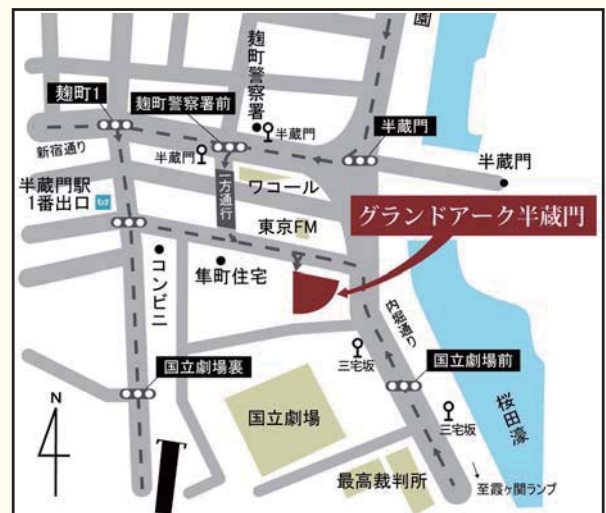 園
麹町警察署
麹町1
麹町警察署前
半蔵門
半蔵門
新宿通り
半蔵門
半蔵門
半蔵門駅
1番出口
一方通行
ワコール
東京FM
グランドアーク半蔵門
コンビニ
隼町住宅
内堀通り
三宅坂
国立劇場前
国立劇場裏
N
国立劇場
三宅坂
桜田濠
最高裁判所
至霞ヶ関ランプ